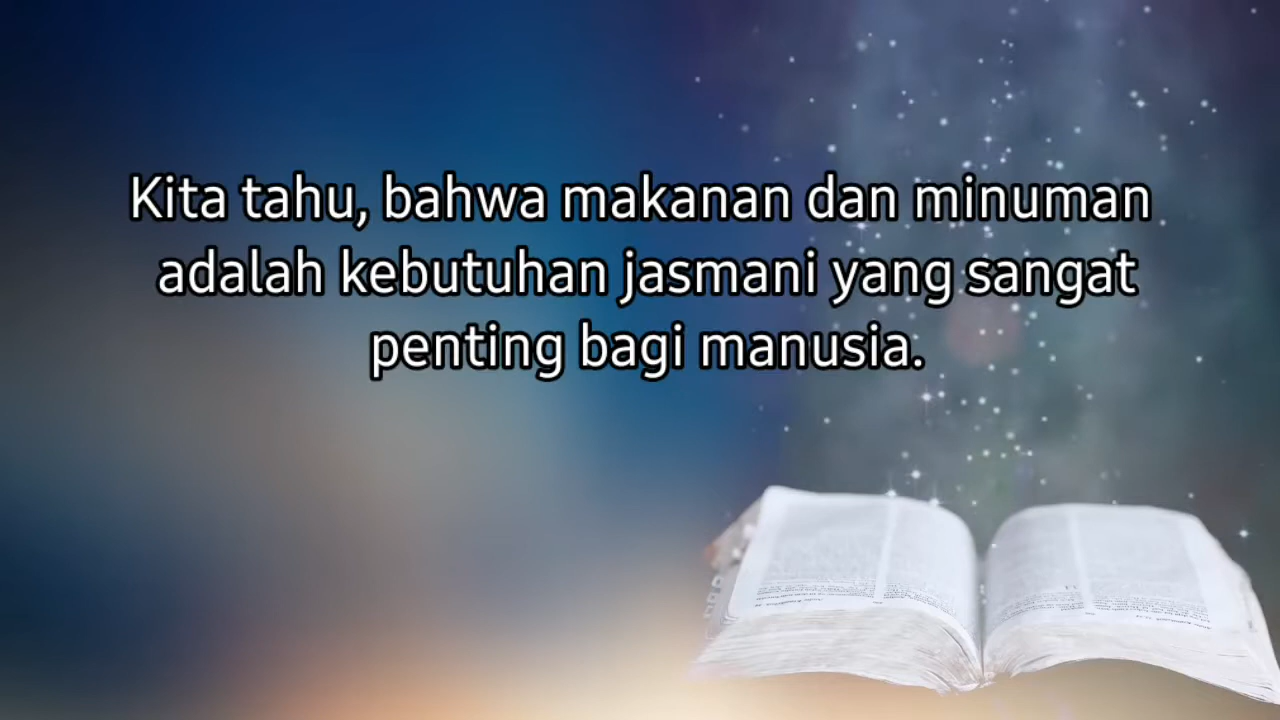 Kita tahu, bahwa makanan dan minuman
adalah kebutuhan jasmani yang sangat
penting bagi manusia.